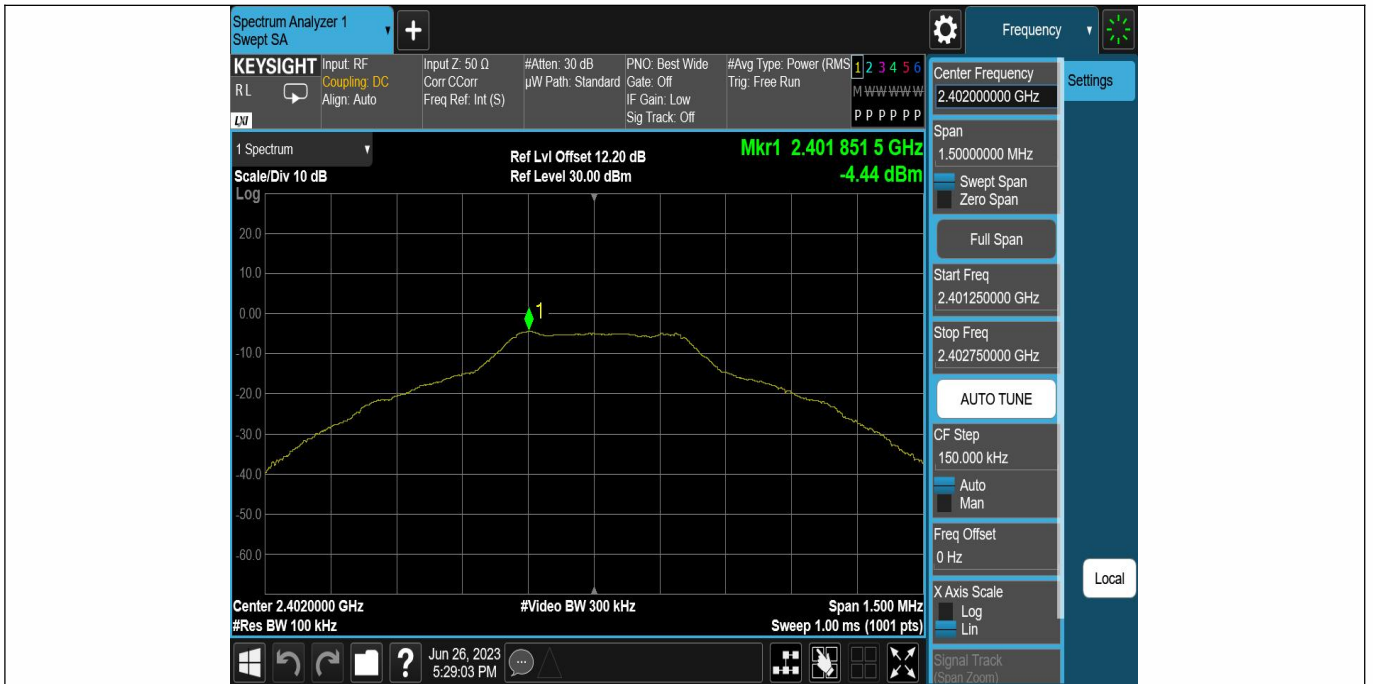 Spectrum Analyzer 1
Swept SA
+
Frequency
KEYSIGHT
RL
LXI
Input: RF
Coupling: DC
Align: Auto
Input Z: 50 Ω
Corr CCorr
Freq Ref: Int (S)
#Atten: 30 dB
µW Path: Standard
PNO: Best Wide
Gate: Off
IF Gain: Low
Sig Track: Off
#Avg Type: Power (RMS
Trig: Free Run
1 2 3 4 5 6
M W W W W W
P P P P P P
1 Spectrum
Scale/Div 10 dB
Log
Ref Lvl Offset 12.20 dB
Ref Level 30.00 dBm
Mkr1 2.401 851 5 GHz
-4.44 dBm
20.0
10.0
0.00
-10.0
-20.0
-30.0
-40.0
-50.0
-60.0
1
Center 2.4020000 GHz
#Res BW 100 kHz
#Video BW 300 kHz
Span 1.500 MHz
Sweep 1.00 ms (1001 pts)
?
Jun 26, 2023
5:29:03 PM
Center Frequency
2.402000000 GHz
Span
1.50000000 MHz
Swept Span
Zero Span
Full Span
Start Freq
2.401250000 GHz
Stop Freq
2.402750000 GHz
AUTO TUNE
CF Step
150.000 kHz
Auto
Man
Freq Offset
0 Hz
X Axis Scale
Log
Lin
Signal Track
(Span Zoom)
Settings
Local